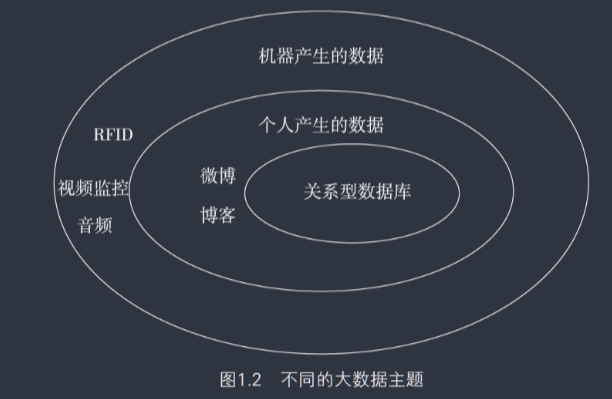 机器产生的数据
个人产生的数据
RFID
微博
视频监控
关系型数据库
博客
音频
图1.2 不同的大数据主题